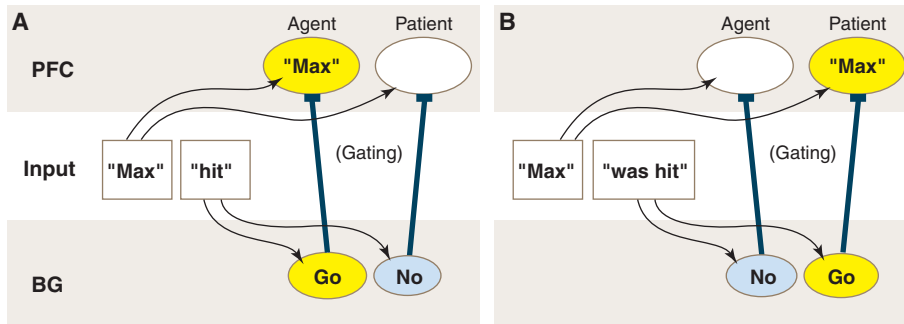 A
Agent
Patient
PFC
"Max"
Input
"Max"
"hit"
(Gating)
BG
Go
No
B
Agent
Patient
"Max"
"Max"
"was hit"
(Gating)
No
Go